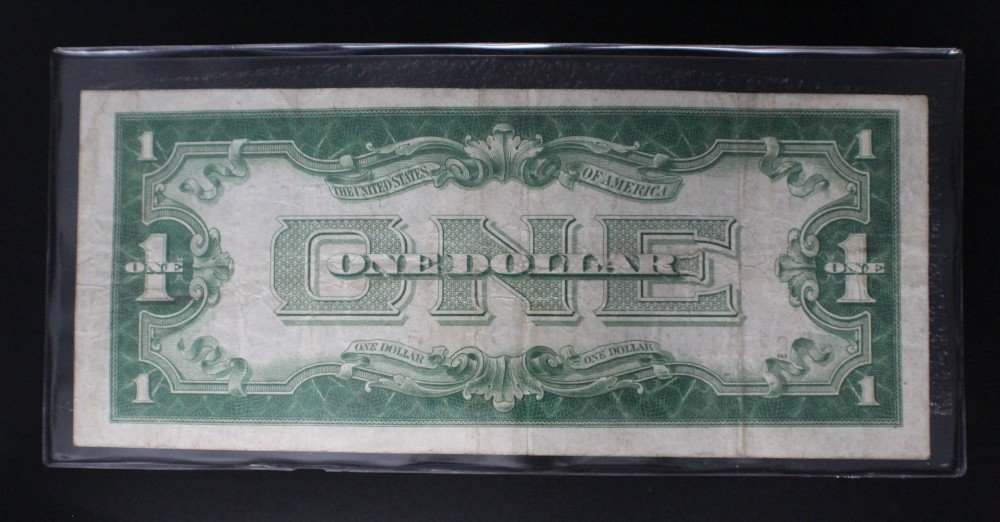 1 1
THE UNITED STATES OF AMERICA
ONE
1 ONE ONE DOLLAR 1 ONE
ONE DOLLAR ONE DOLLAR
1 1